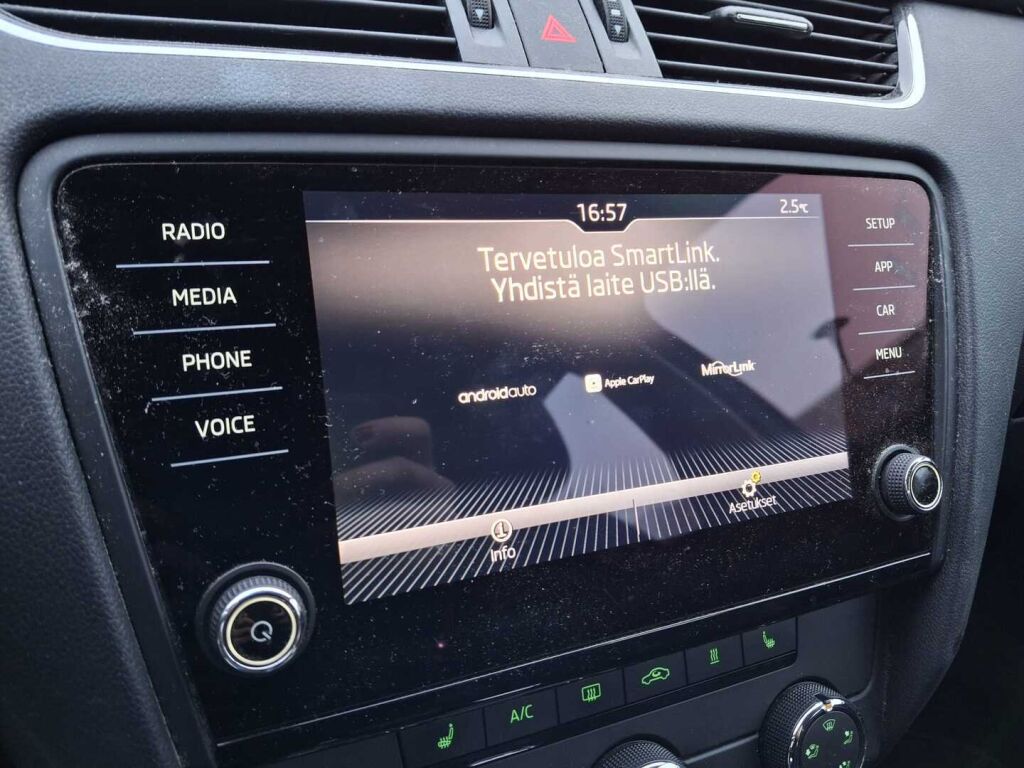 16:57
2.5℃
RADIO
MEDIA
PHONE
VOICE
Tervetuloa SmartLink.
Yhdistä laite USB:llä.
androidauto
Apple CarPlay
MirrorLink
Info
Asetukset
SETUP
APP
CAR
MENU
A/C